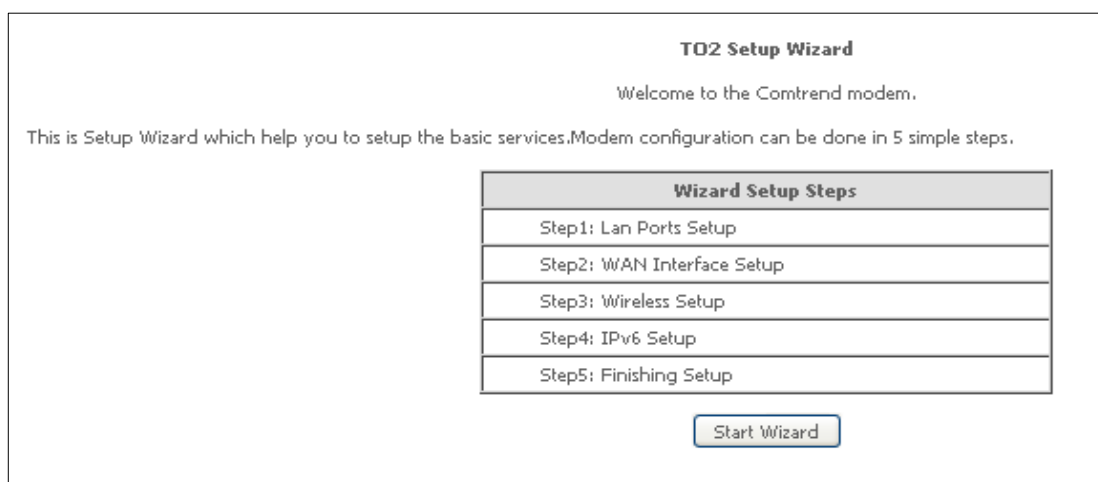 TO2 Setup Wizard
Welcome to the Comtrend modem.
This is Setup Wizard which help you to setup the basic services.Modem configuration can be done in 5 simple steps.
Wizard Setup Steps
Step1: Lan Ports Setup
Step2: WAN Interface Setup
Step3: Wireless Setup
Step4: IPv6 Setup
Step5: Finishing Setup
Start Wizard